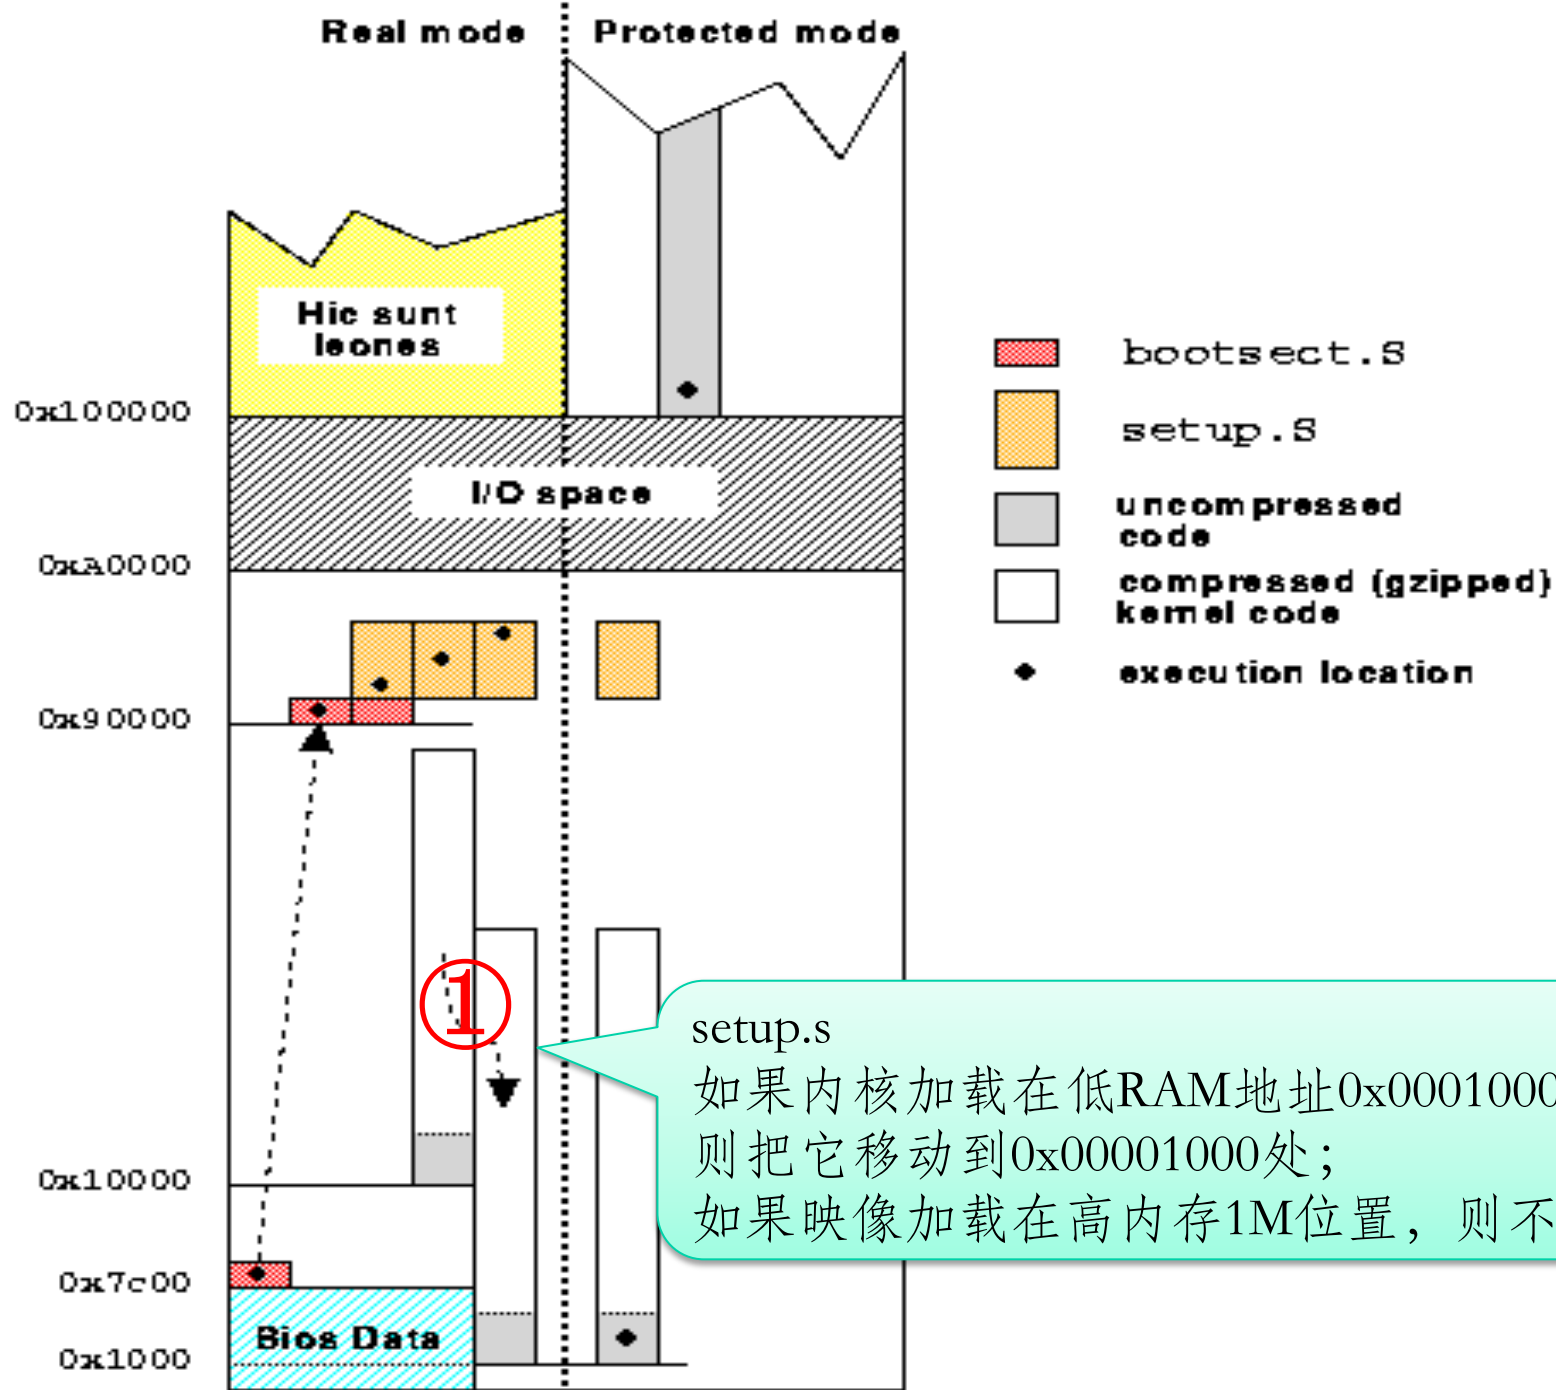 Real mode
Protected mode
Hic sunt
leones
0x100000
I/O space
0xA0000
0x90000
0x10000
0x7c00
Bios Data
0x1000
bootsect.S
setup.S
uncompressed
code
compressed (gzipped)
kernel code
execution location
①
setup.s
如果内核加载在低RAM地址0x0001000
则把它移动到0x00001000处；
如果映像加载在高内存1M位置，则不